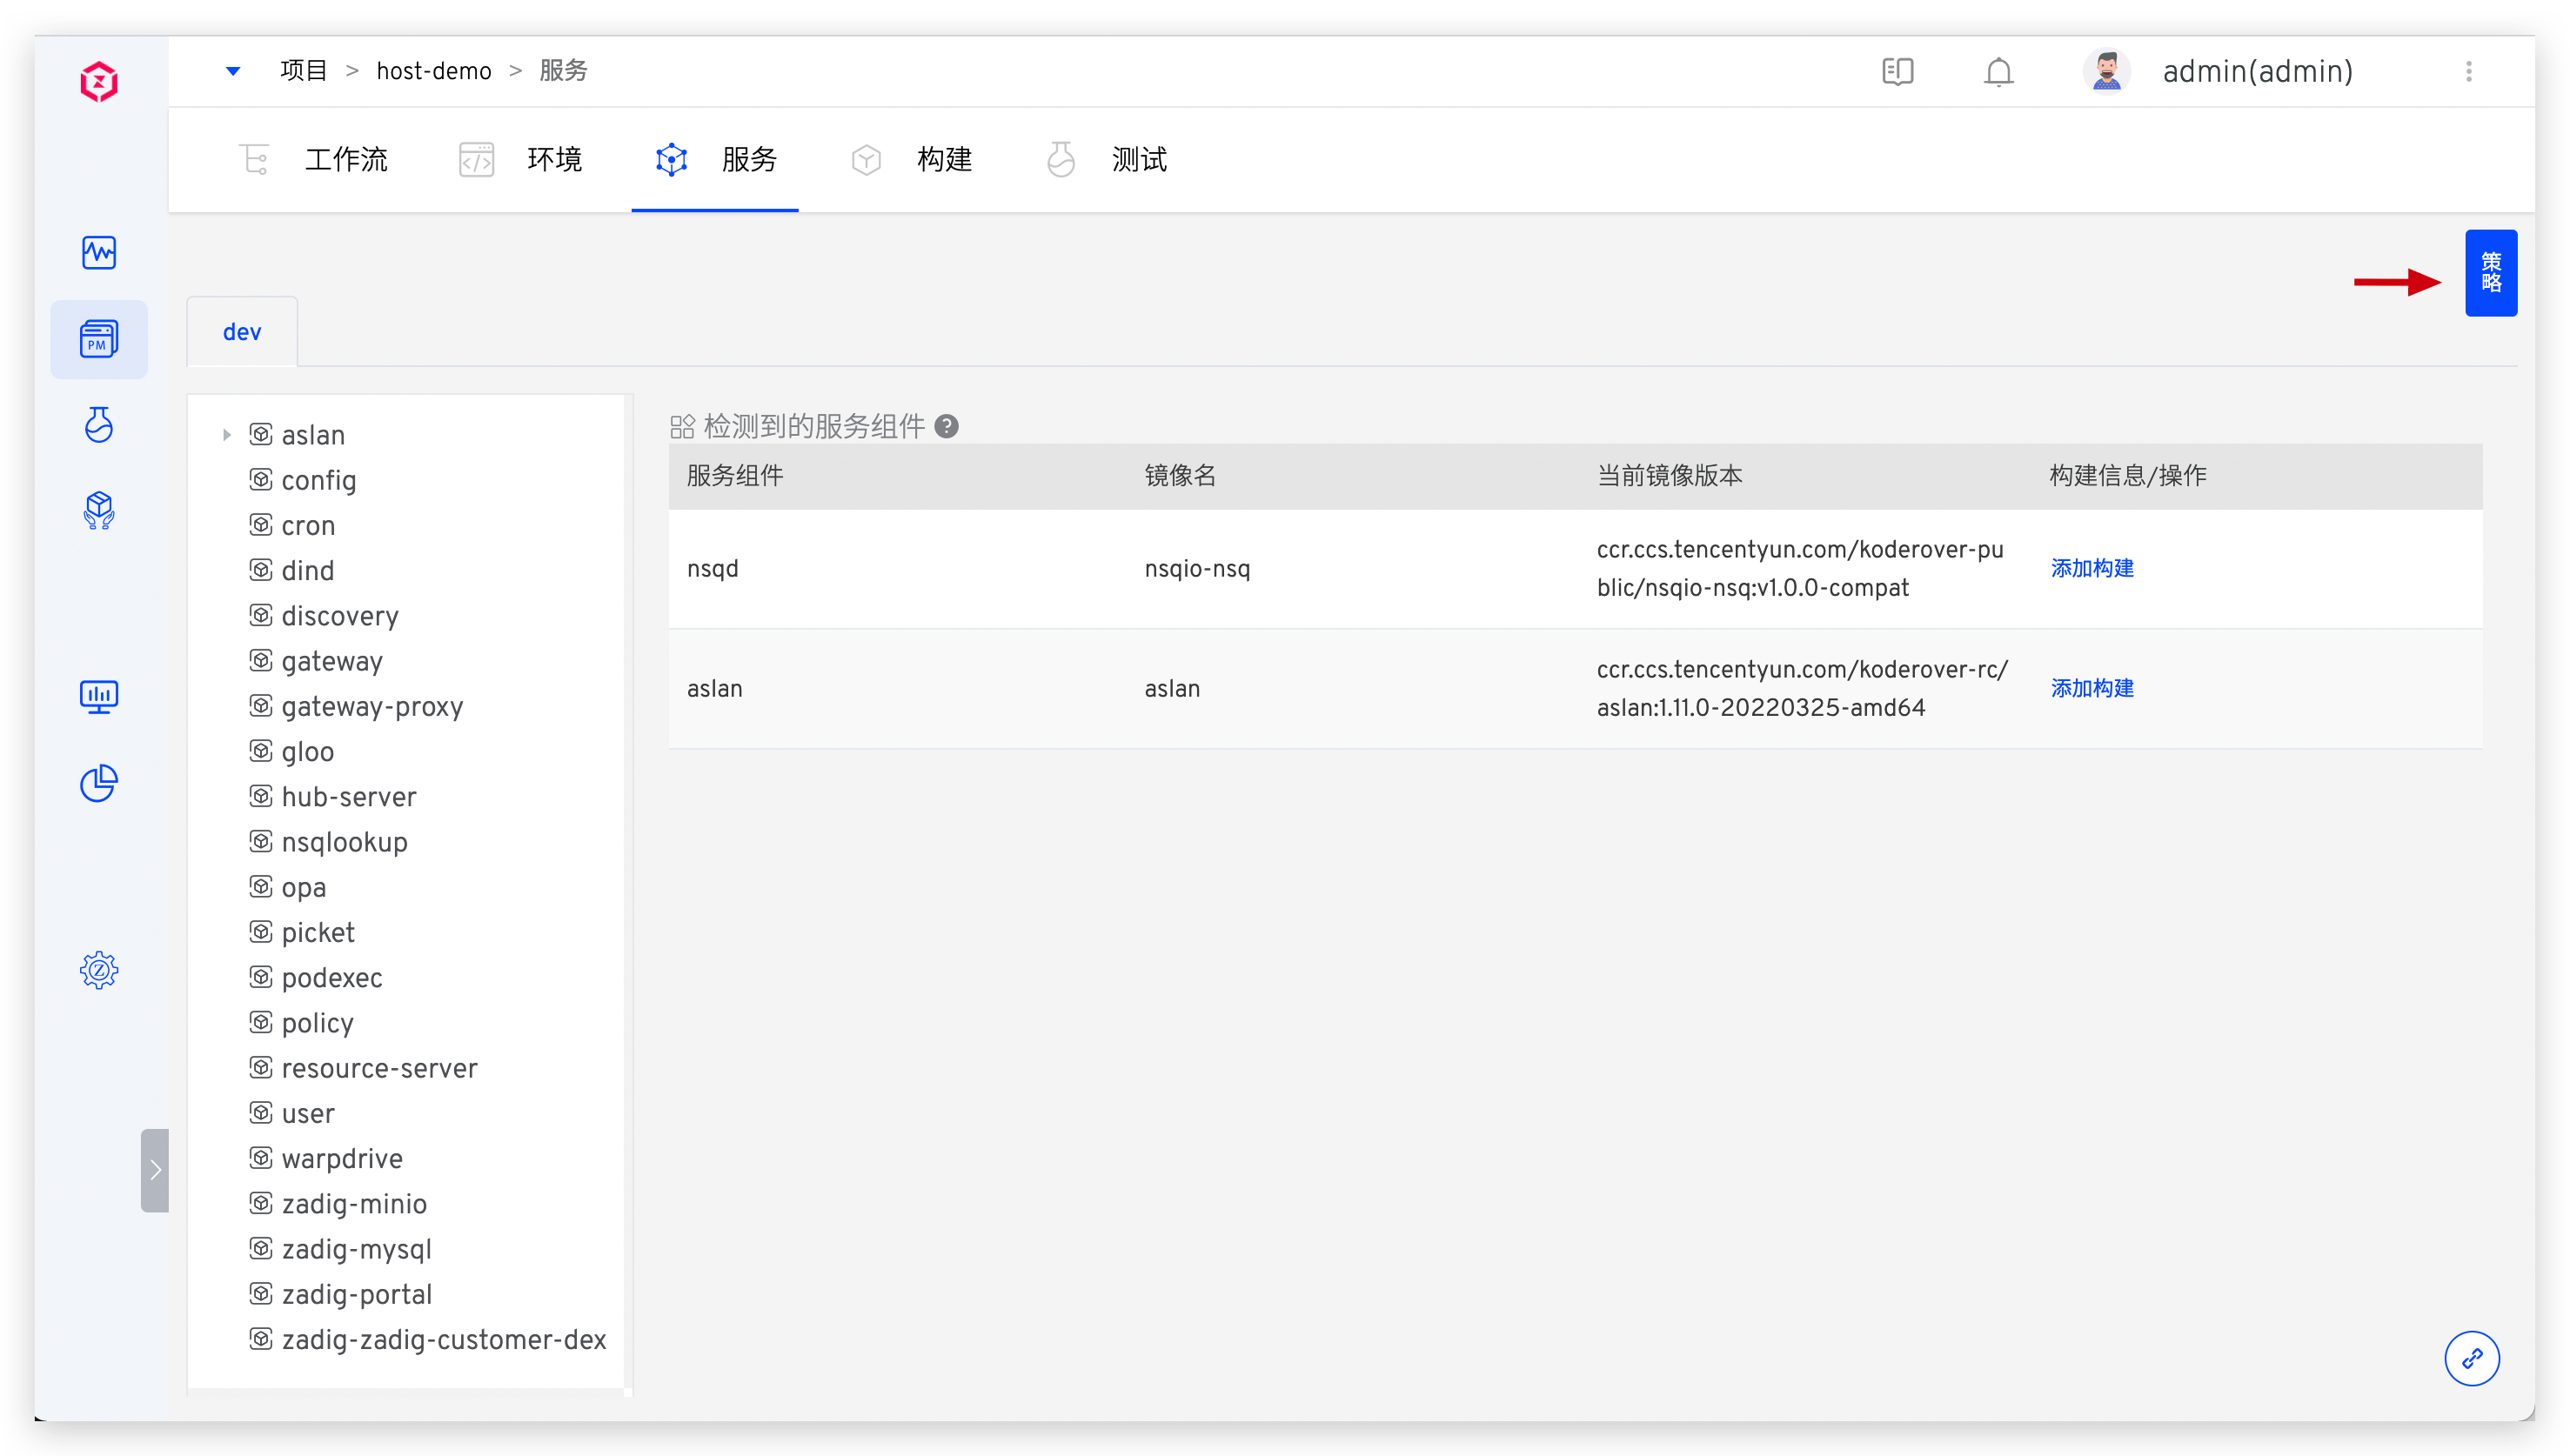 项目 > host-demo > 服务
admin(admin)
工作流 环境 服务 构建 测试
策略
dev
PM
aslan
config
cron
dind
discovery
gateway
gateway-proxy
gloo
hub-server
nsqlookup
opa
picket
podexec
policy
resource-server
user
warpdrive
zadig-minio
zadig-mysql
zadig-portal
zadig-zadig-customer-dex
检测到的服务组件 ?
服务组件 镜像名 当前镜像版本 构建信息/操作
nsqd nsqio-nsq ccr.ccs.tencentyun.com/koderover-pu
blic/nsqio-nsq:v1.0.0-compat 添加构建
aslan aslan ccr.ccs.tencentyun.com/koderover-rc/
aslan:1.11.0-20220325-amd64 添加构建